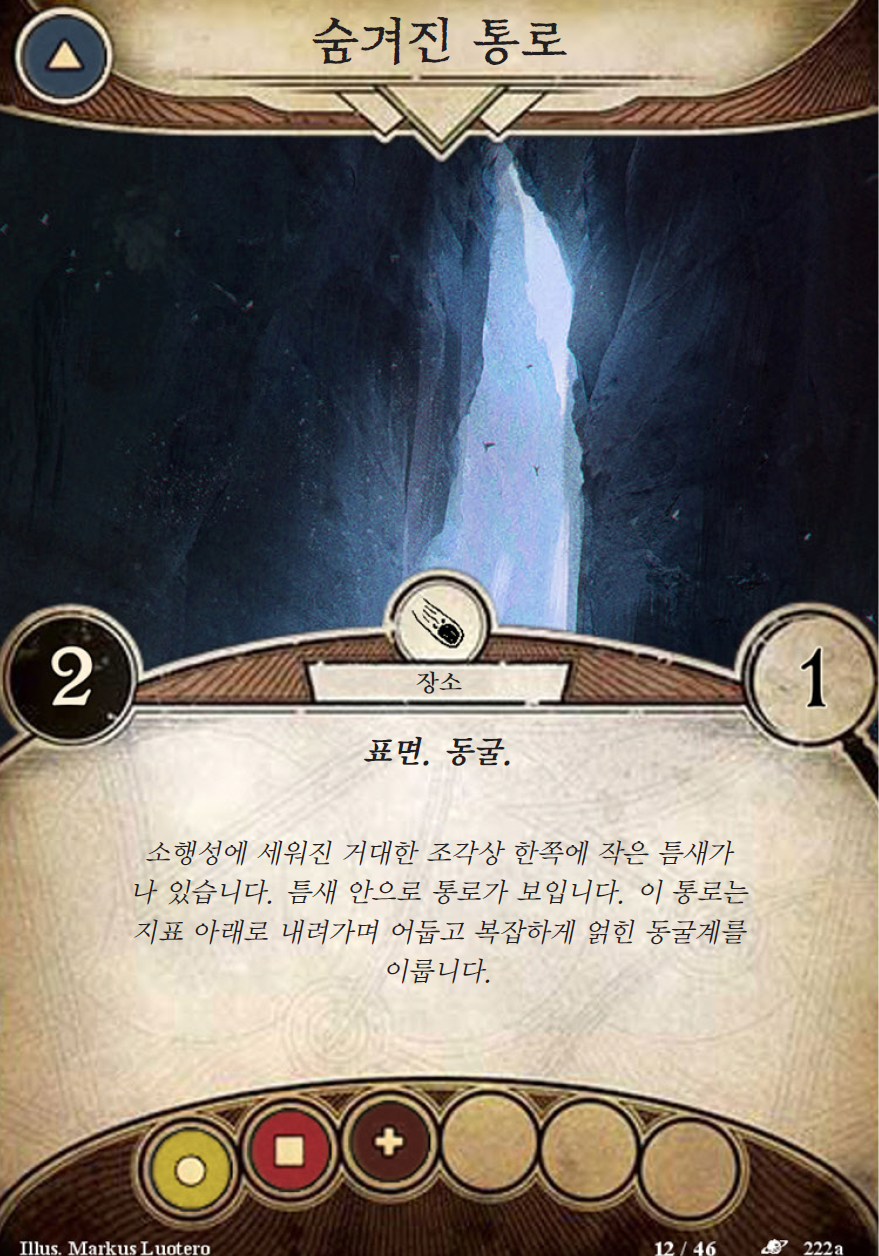 숨겨진 통로
2
장소
1
표면. 동굴.
소행성에 세워진 거대한 조각상 한쪽에 작은 틈새가
나 있습니다. 틈새 안으로 통로가 보입니다. 이 통로는
지표 아래로 내려가며 어둡고 복잡하게 얽힌 동굴계를
이룹니다.
Illus. Markus Luotero
12 / 46
222a